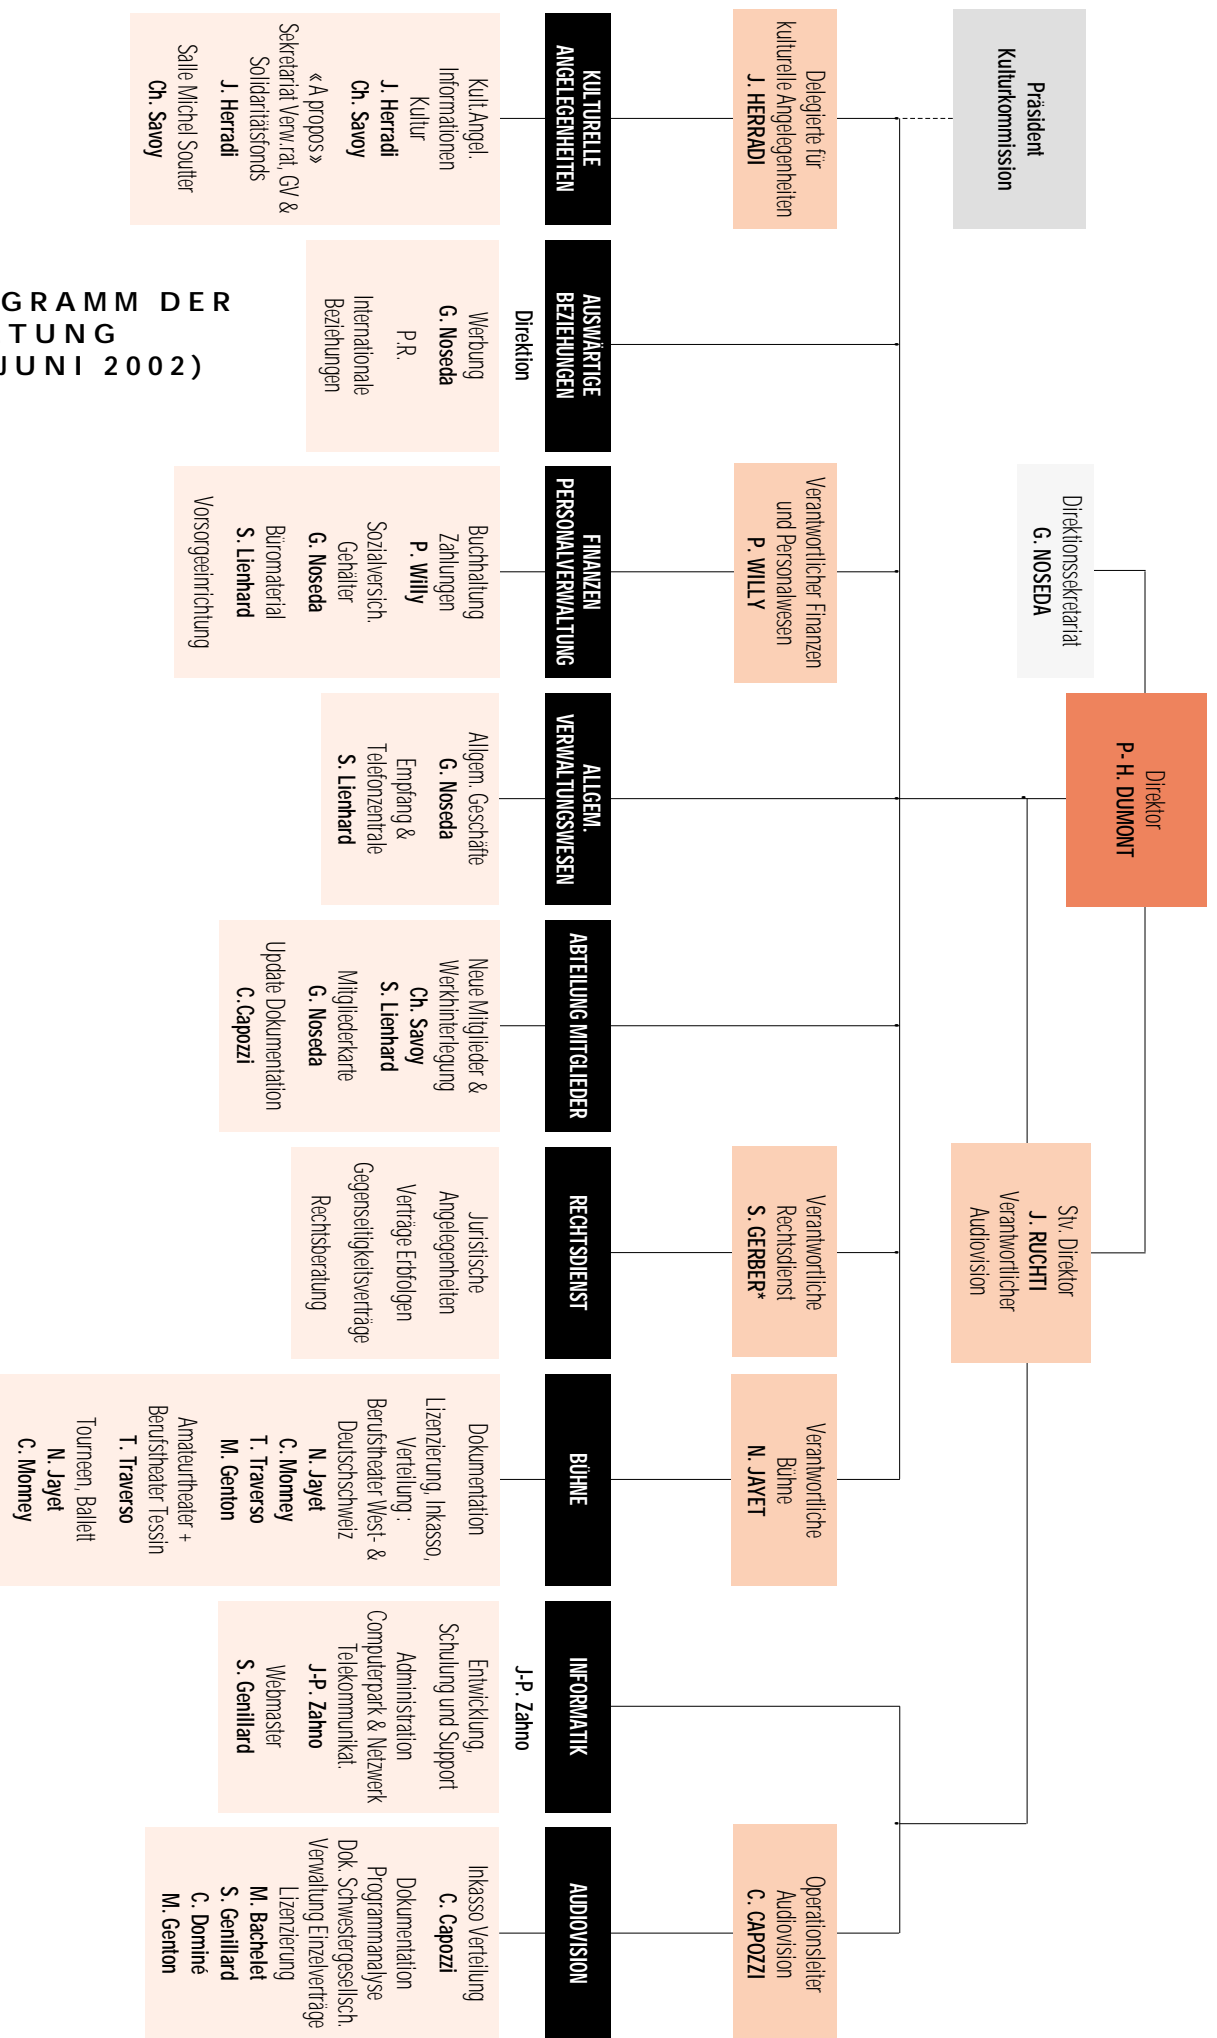 GRAMM DER
TUNG
JUNI 2002)
Präsident
Kulturkommission
Direktor
P- H. DUMONT
Direktionssekretariat
G. NOSEDA
Stv. Direktor
J. RUCHTI
Verantwortlicher
Audiovision
Delegierte für
kulturelle Angelegenheiten
J. HERRADI
Verantwortlicher Finanzen
und Personalwesen
P. WILLY
Verantwortliche
Rechtsdienst
S. GERBER*
Verantwortliche
Bühne
N. JAYET
Operationsleiter
Audiovision
C. CAPOZZI
KULTURELLE
ANGELEGENHEITEN
Kult.Angel.
Informationen
Kultur
J. Herradi
Ch. Savoy
« A propos »
Sekretariat Verw.rat, GV &
Solidaritätsfonds
J. Herradi
Salle Michel Soutter
Ch. Savoy
AUSWÄRTIGE
BEZIEHUNGEN
Direktion
Werbung
G. Noseda
P.R.
Internationale
Beziehungen
FINANZEN
PERSONALVERWALTUNG
Buchhaltung
Zahlungen
P. Willy
Sozialversich.
Gehälter
G. Noseda
Büromaterial
S. Lienhard
Vorsorgeeinrichtung
ALLGEM.
VERWALTUNGSWESEN
Allgem. Geschäfte
G. Noseda
Empfang &
Telefonzentrale
S. Lienhard
ABTEILUNG MITGLIEDER
Neue Mitglieder &
Werkhinterlegung
Ch. Savoy
S. Lienhard
Mitgliederkarte
G. Noseda
Update Dokumentation
C.Capozzi
RECHTSDIENST
Juristische
Angelegenheiten
Verträge Erbfolgen
Gegenseitigkeitsverträge
Rechtsberatung
BÜHNE
Dokumentation
Lizenzierung, Inkasso,
Verteilung :
Berufstheater West- &
Deutschschweiz
N. Jayet
C. Monney
T. Traverso
M. Genton
Amateurtheater +
Berufstheater Tessin
T. Traverso
Tourneen, Ballett
N. Jayet
C. Monney
INFORMATIK
J-P. Zahno
Entwicklung,
Schulung und Support
Administration
Computerpark & Netzwerk
Telekommunikat.
J-P. Zahno
Webmaster
S. Genillard
AUDIOVISION
Inkasso Verteilung
C. Capozzi
Dokumentation
Programmanalyse
Dok. Schwestergesellsch.
Verwaltung Einzelverträge
Lizenzierung
M. Bachelet
S. Genillard
C. Dominé
M. Genton